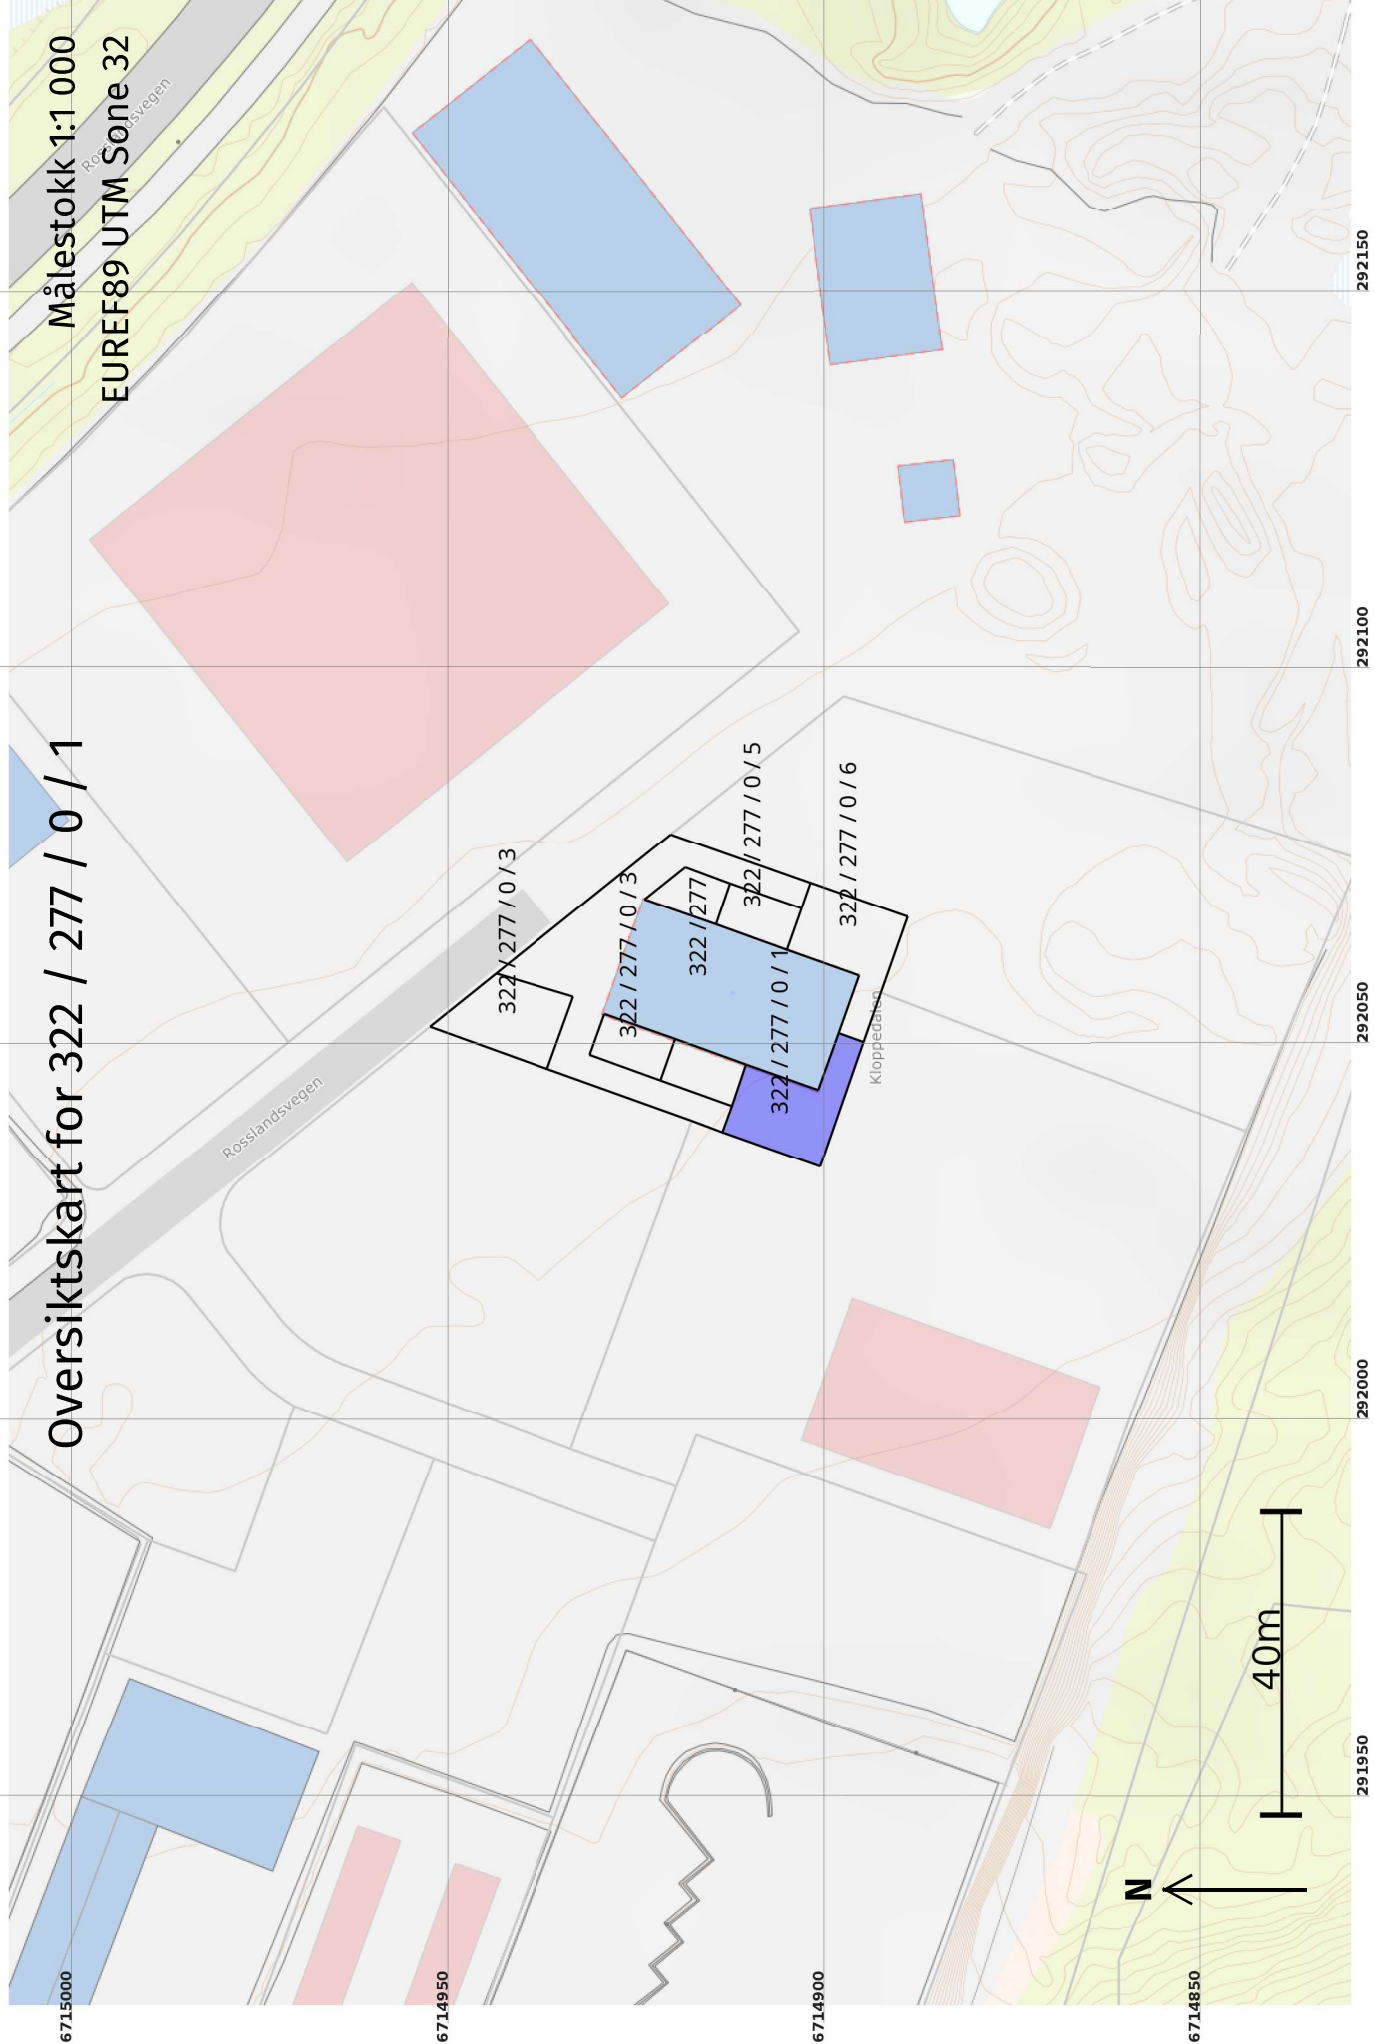 Oversiktskart for 322 / 277 / 0 / 1
Målestokk 1:1 000
EUREF89 UTM Sone 32
Rosslandsvegen
Rosslandsvegen
322 / 277 / 0 / 3
322 / 277 / 0 / 3
322 / 277
322 / 277 / 0 / 5
322 / 277 / 0 / 1
322 / 277 / 0 / 6
Kloppedalen
N
40m
6715000
6714950
6714900
6714850
291950
292000
292050
292100
292150